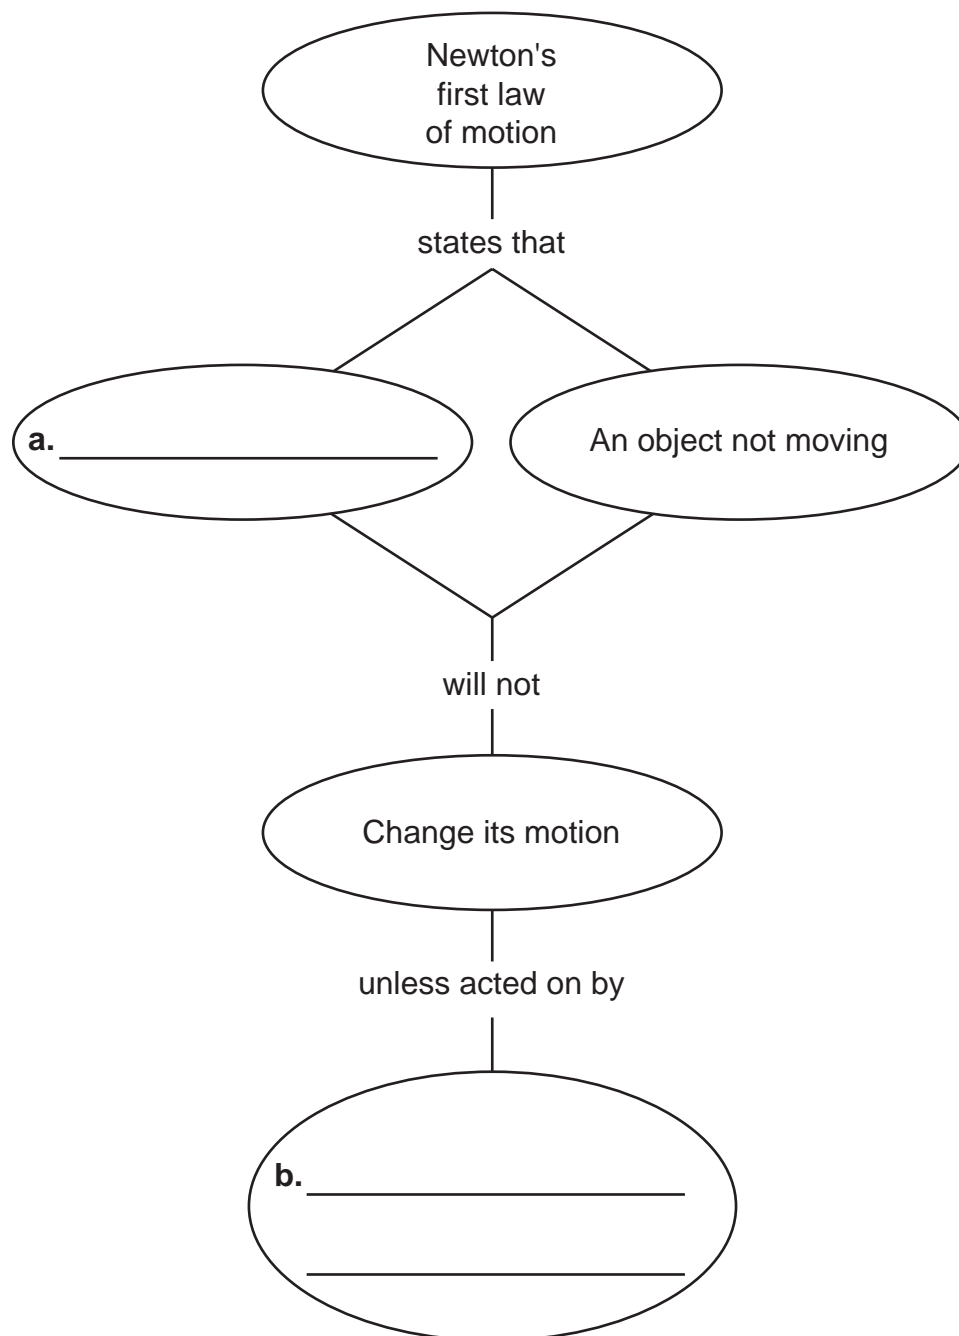 Newton's
first law
of motion
states that
a.
An object not moving
will not
Change its motion
unless acted on by
b.